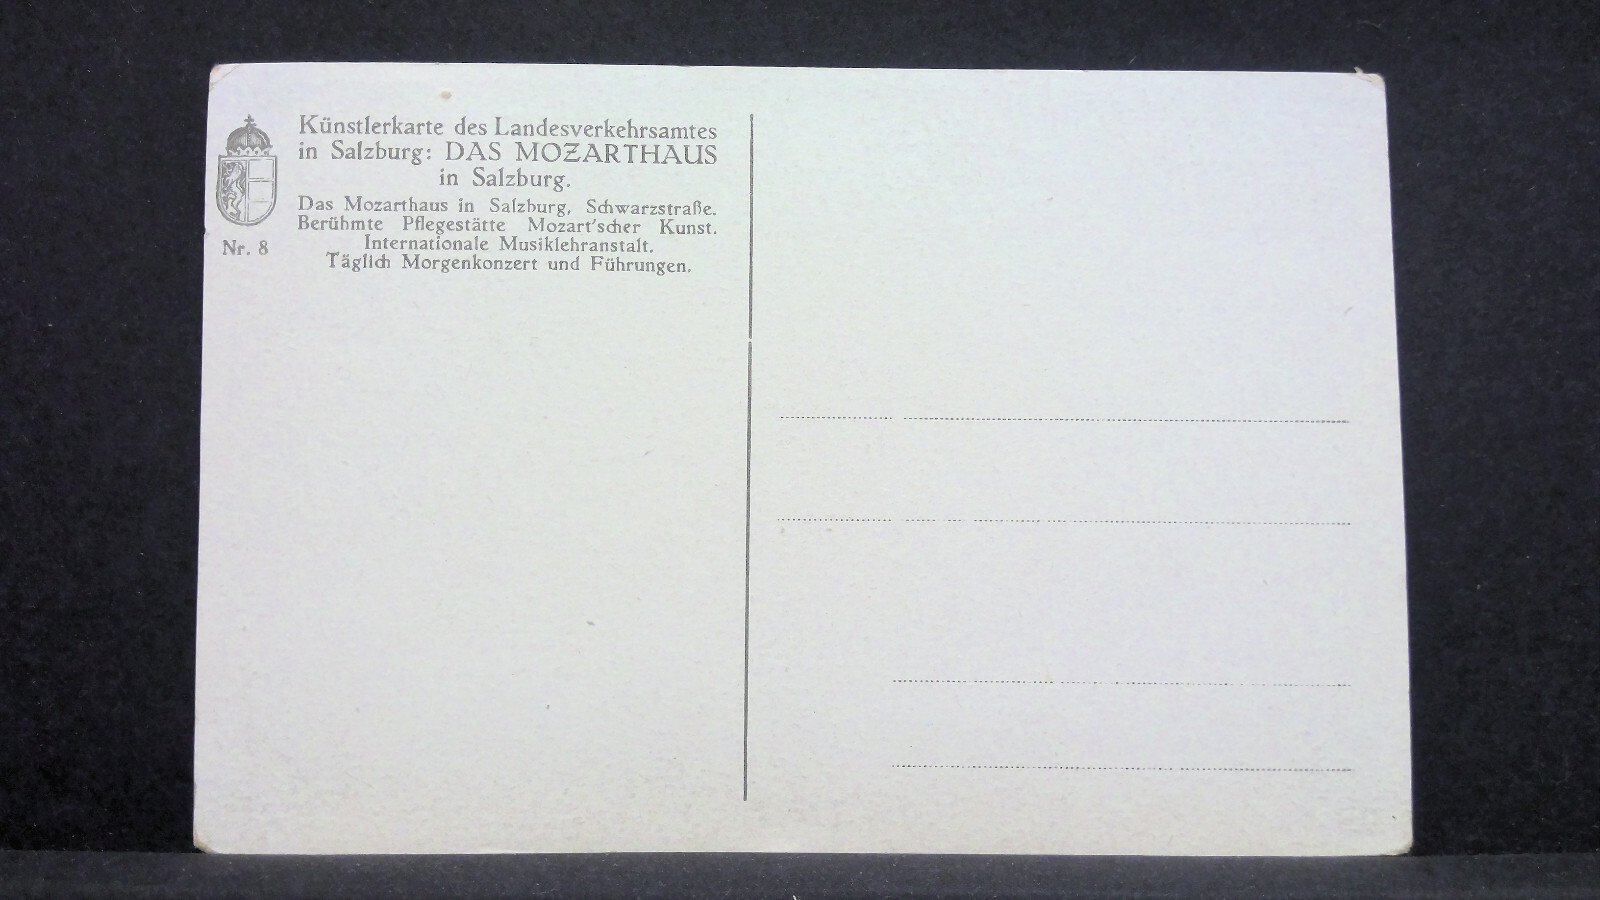 Künstlerkarte des Landesverkehrsamtes
in Salzburg: DAS MOZARTHAUS
in Salzburg.
Das Mozarthaus in Salzburg, Schwarzstraße.
Berühmte Pflegestätte Mozart'scher Kunst.
Internationale Musiklehranstalt.
Täglich Morgenkonzert und Führungen.
Nr. 8